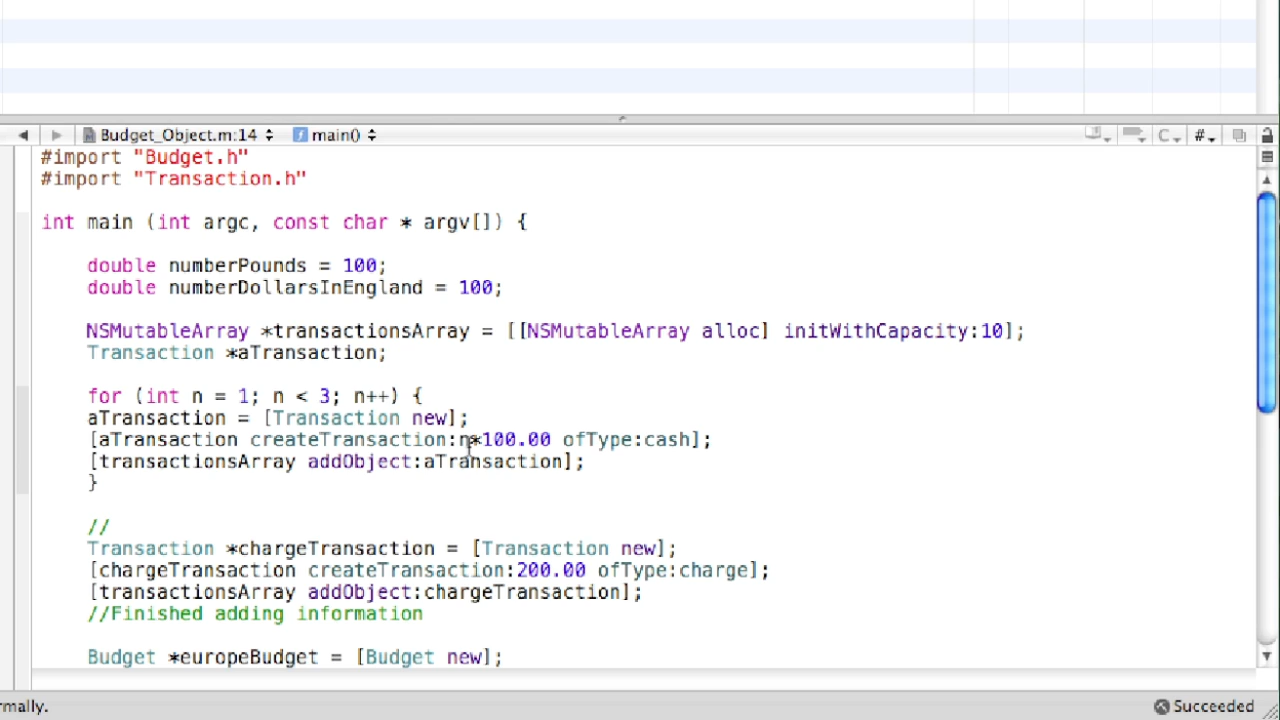 Budget_Object.m:14 main() C #
#import "Budget.h"
#import "Transaction.h"
int main (int argc, const char * argv[]) {
double numberPounds = 100;
double numberDollarsInEngland = 100;
NSMutableArray *transactionsArray = [[NSMutableArray alloc] initWithCapacity:10];
Transaction *aTransaction;
for (int n = 1; n < 3; n++) {
aTransaction = [Transaction new];
[aTransaction createTransaction:n*100.00 ofType:cash];
[transactionsArray addObject:aTransaction];
}
//
Transaction *chargeTransaction = [Transaction new];
[chargeTransaction createTransaction:200.00 ofType:charge];
[transactionsArray addObject:chargeTransaction];
//Finished adding information
Budget *europeBudget = [Budget new];
rmally. Succeeded